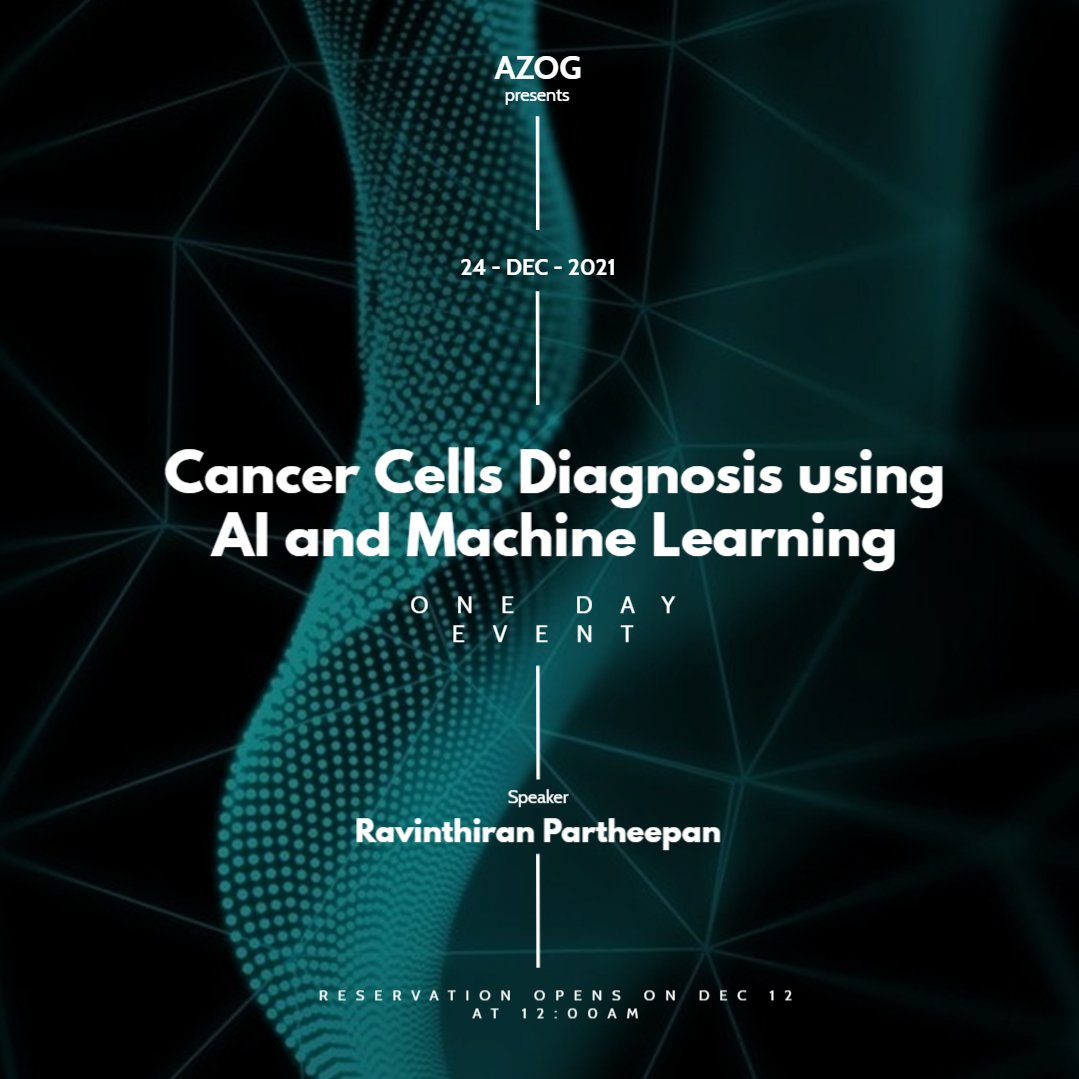 AZOG
presents
24 - DEC - 2021
Cancer Cells Diagnosis using
AI and Machine Learning
ONE DAY
EVENT
Speaker
Ravinthiran Partheepan
RESERVATION OPENS ON DEC 12
AT 12:00AM